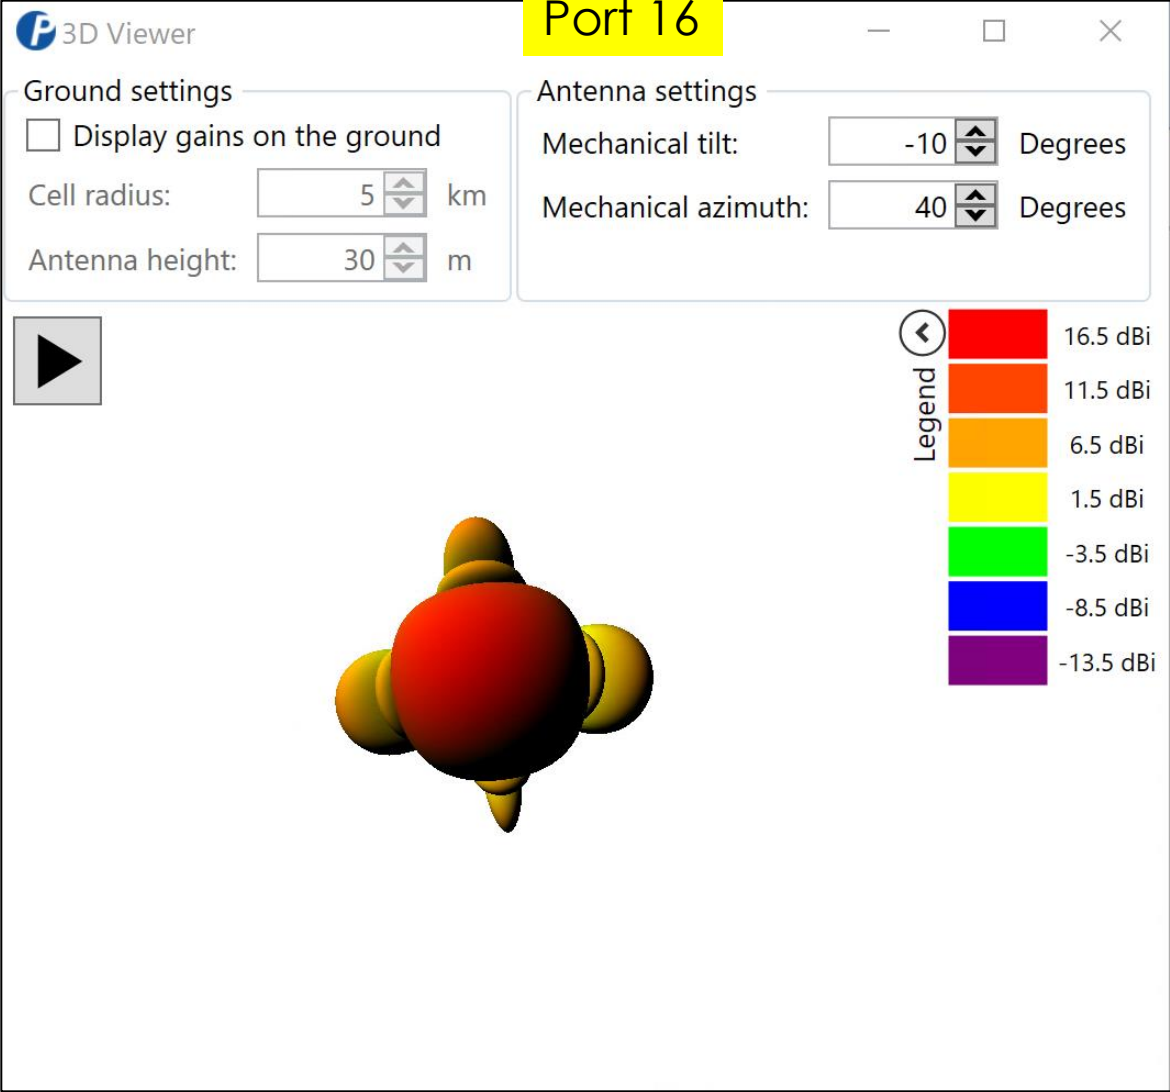 Port 16
3D Viewer
Ground settings
Display gains on the ground
Cell radius: 5 km
Antenna height: 30 m
Antenna settings
Mechanical tilt: -10 Degrees
Mechanical azimuth: 40 Degrees
Legend
16.5 dBi
11.5 dBi
6.5 dBi
1.5 dBi
-3.5 dBi
-8.5 dBi
-13.5 dBi